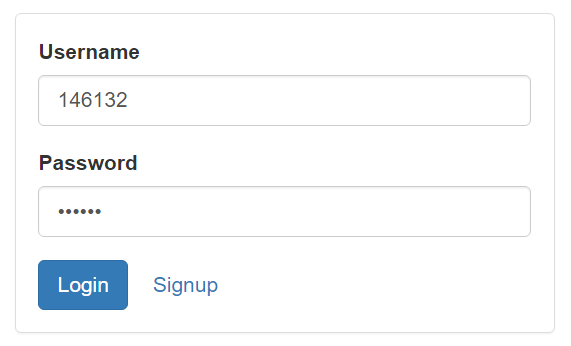 Username
146132
Password
••••••
Login Signup